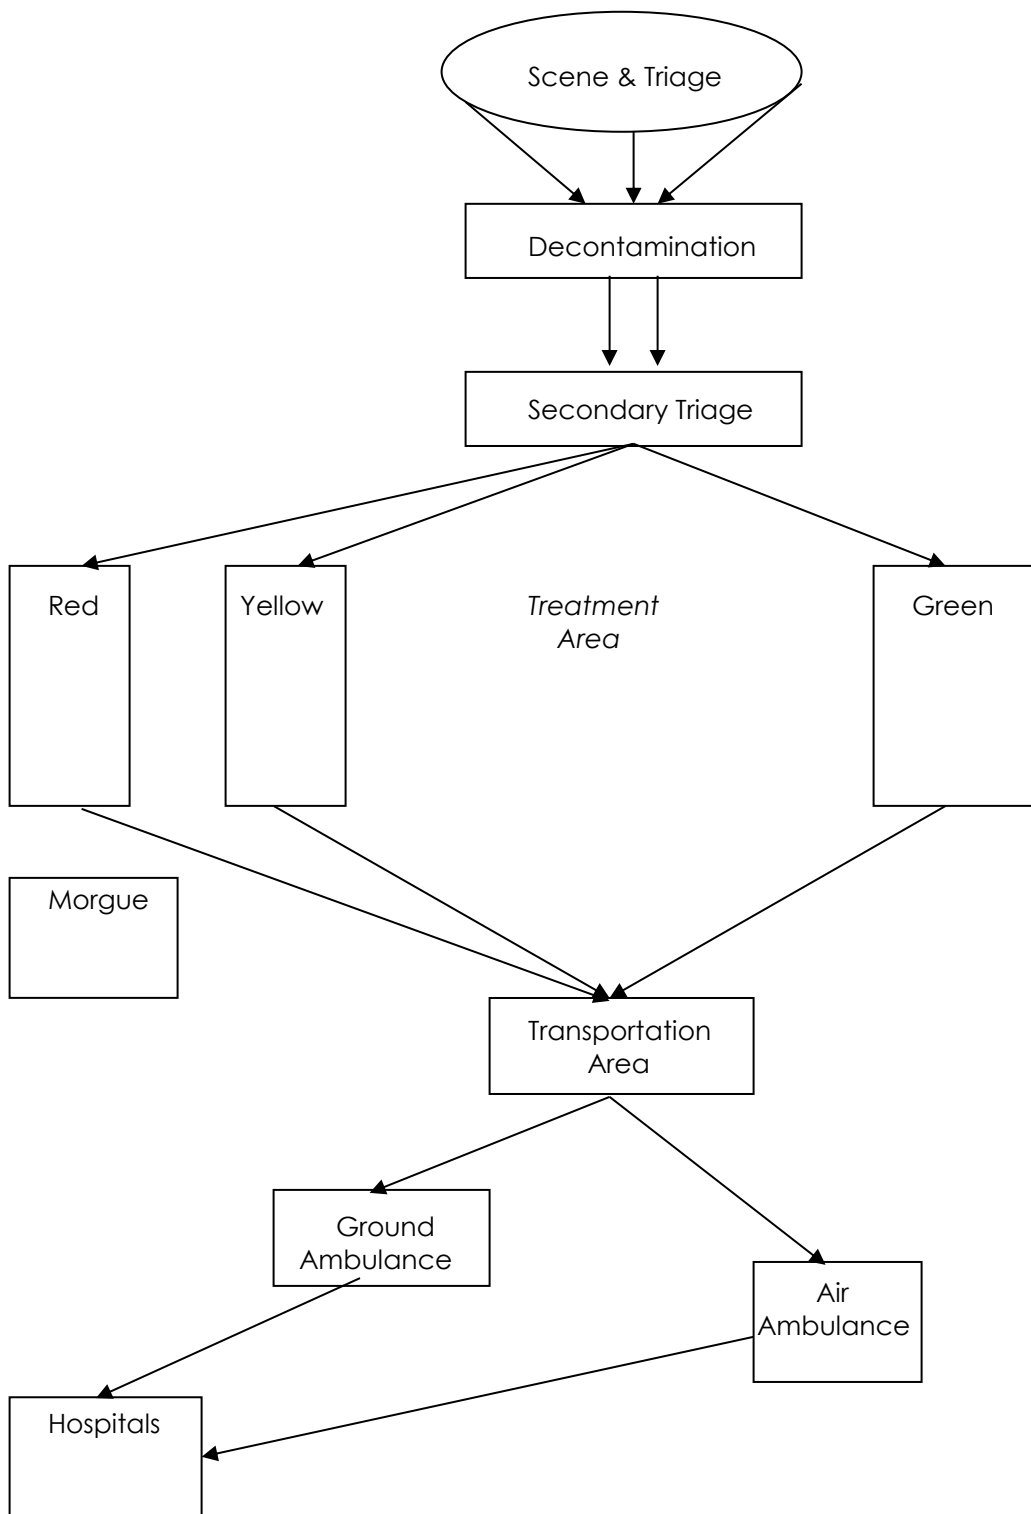 Scene & Triage
Decontamination
Secondary Triage
Red
Yellow
Treatment
Area
Green
Morgue
Transportation
Area
Ground
Ambulance
Air
Ambulance
Hospitals